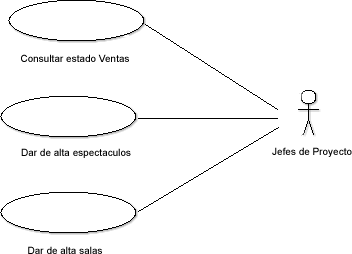 Consultar estado Ventas
Dar de alta espectaculos
Jefes de Proyecto
Dar de alta salas